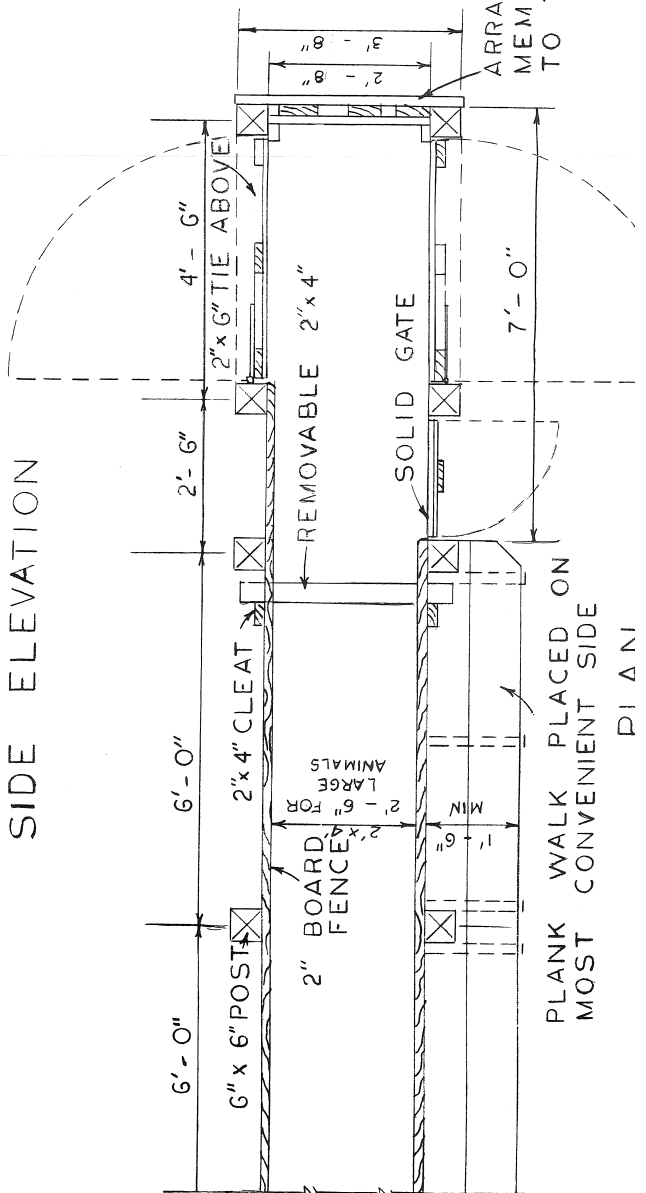 SIDE ELEVATION
6'-0"
6'-0"
2'-6"
4'-6"
6" x 6" POST
2" x 4" CLEAT
2" x 6" TIE ABOVE
2" BOARD
FENCE
2' - 6" FOR
LARGE
ANIMALS
2" x 4"
REMOVABLE 2" x 4"
2' - 8"
3' - 8"
1' - 6"
MIN
SOLID GATE
7'-0"
ARRA
MEM
TO
PLANK WALK PLACED ON
MOST CONVENIENT SIDE
PLAN